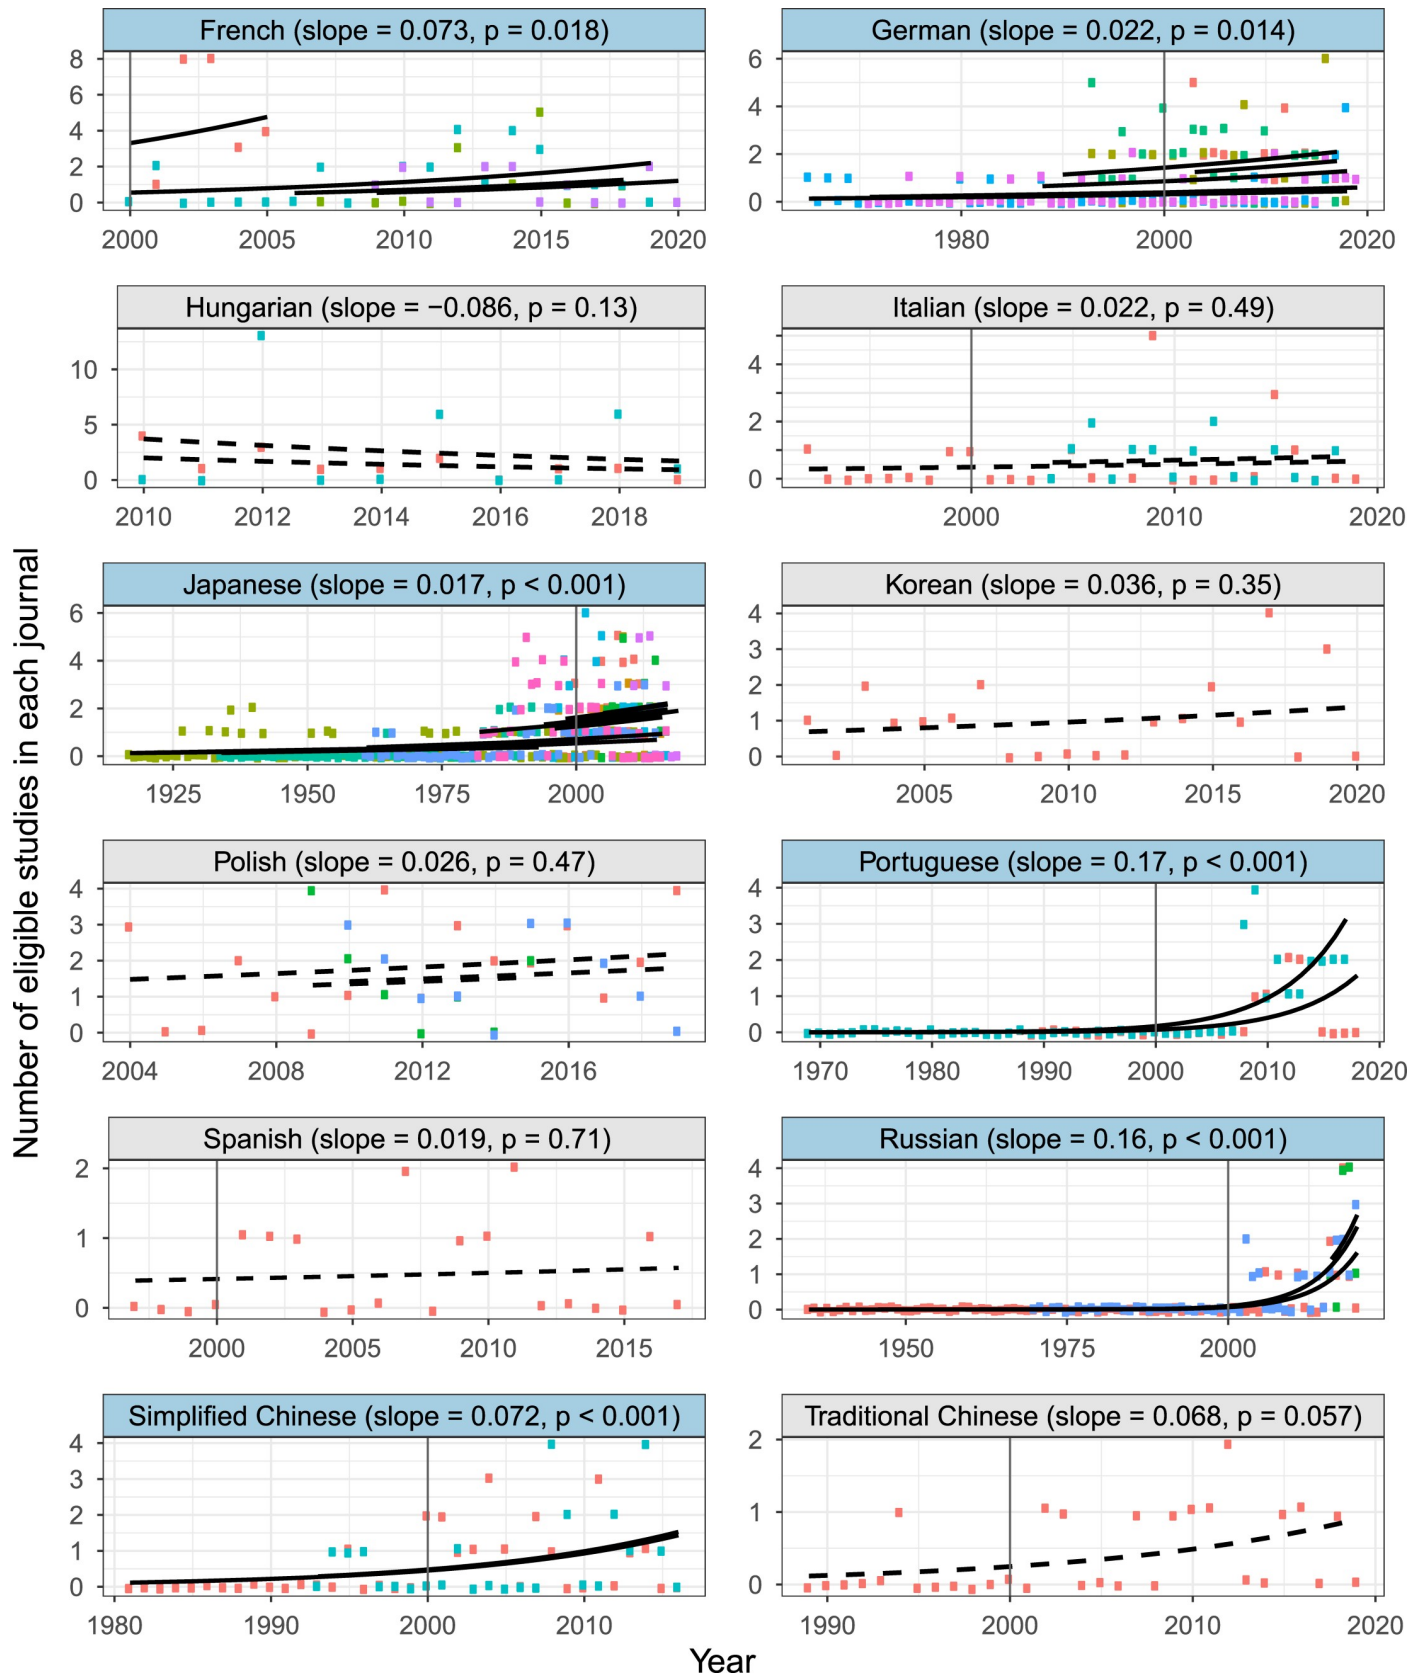 Number of eligible studies in each journal
French (slope = 0.073, p = 0.018)
8
6
4
2
0
2000 2005 2010 2015 2020
German (slope = 0.022, p = 0.014)
6
4
2
0
1980 2000 2020
Hungarian (slope = −0.086, p = 0.13)
10
5
0
2010 2012 2014 2016 2018
Italian (slope = 0.022, p = 0.49)
4
2
0
2000 2010 2020
Japanese (slope = 0.017, p < 0.001)
6
4
2
0
1925 1950 1975 2000
Korean (slope = 0.036, p = 0.35)
4
3
2
1
0
2005 2010 2015 2020
Polish (slope = 0.026, p = 0.47)
4
3
2
1
0
2004 2008 2012 2016
Portuguese (slope = 0.17, p < 0.001)
4
3
2
1
0
1970 1980 1990 2000 2010 2020
Spanish (slope = 0.019, p = 0.71)
2
1
0
2000 2005 2010 2015
Russian (slope = 0.16, p < 0.001)
4
3
2
1
0
1950 1975 2000
Simplified Chinese (slope = 0.072, p < 0.001)
4
3
2
1
0
1980 1990 2000 2010
Traditional Chinese (slope = 0.068, p = 0.057)
2
1
0
1990 2000 2010 2020
Year